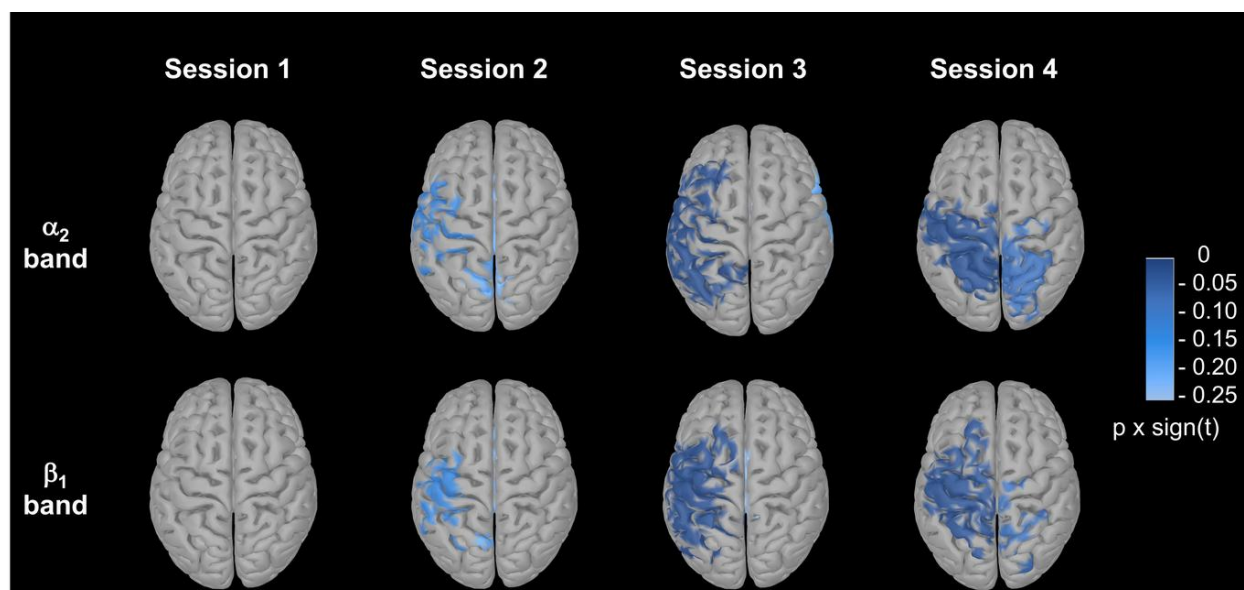 Session 1 Session 2 Session 3 Session 4
α₂
band
0
- 0.05
- 0.10
- 0.15
- 0.20
- 0.25
p x sign(t)
β₁
band